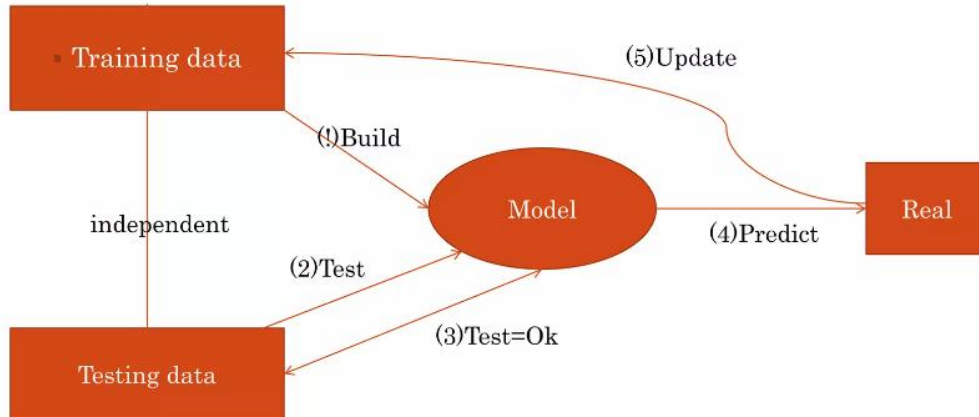 Training data
(5)Update
(!)Build
Model
Real
independent
(4)Predict
(2)Test
(3)Test=Ok
Testing data